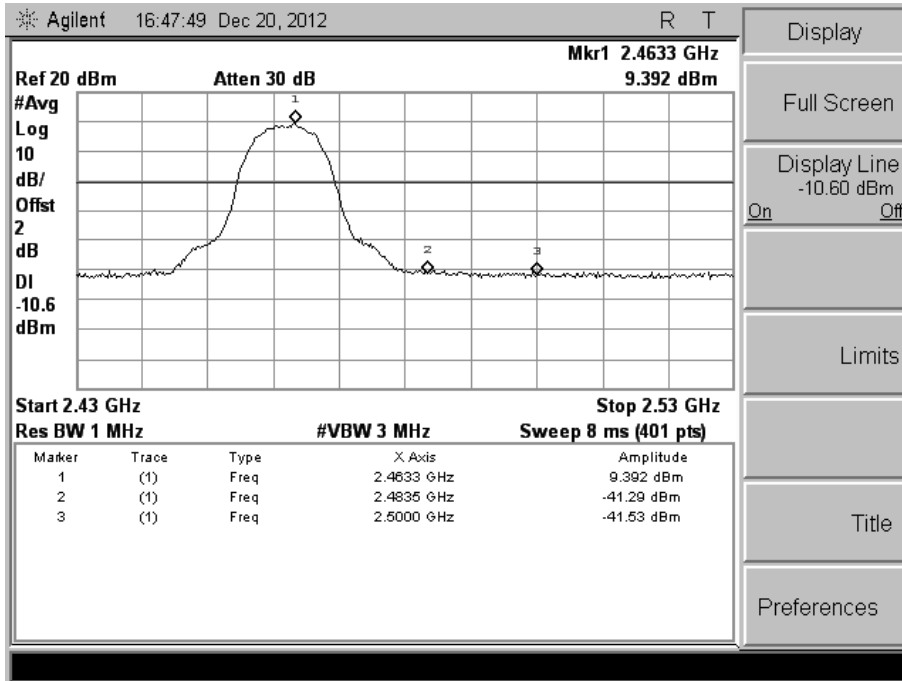 Agilent 16:47:49 Dec 20, 2012 R T
Mkr1 2.4633 GHz
Ref 20 dBm Atten 30 dB 9.392 dBm
#Avg
Log
10
dB/
Offst
2
dB
DI
-10.6
dBm
1
2
3
Start 2.43 GHz Stop 2.53 GHz
Res BW 1 MHz #VBW 3 MHz Sweep 8 ms (401 pts)
Marker Trace Type X Axis Amplitude
1 (1) Freq 2.4633 GHz 9.392 dBm
2 (1) Freq 2.4835 GHz -41.29 dBm
3 (1) Freq 2.5000 GHz -41.53 dBm
Display
Full Screen
Display Line
-10.60 dBm
On Off
Limits
Title
Preferences